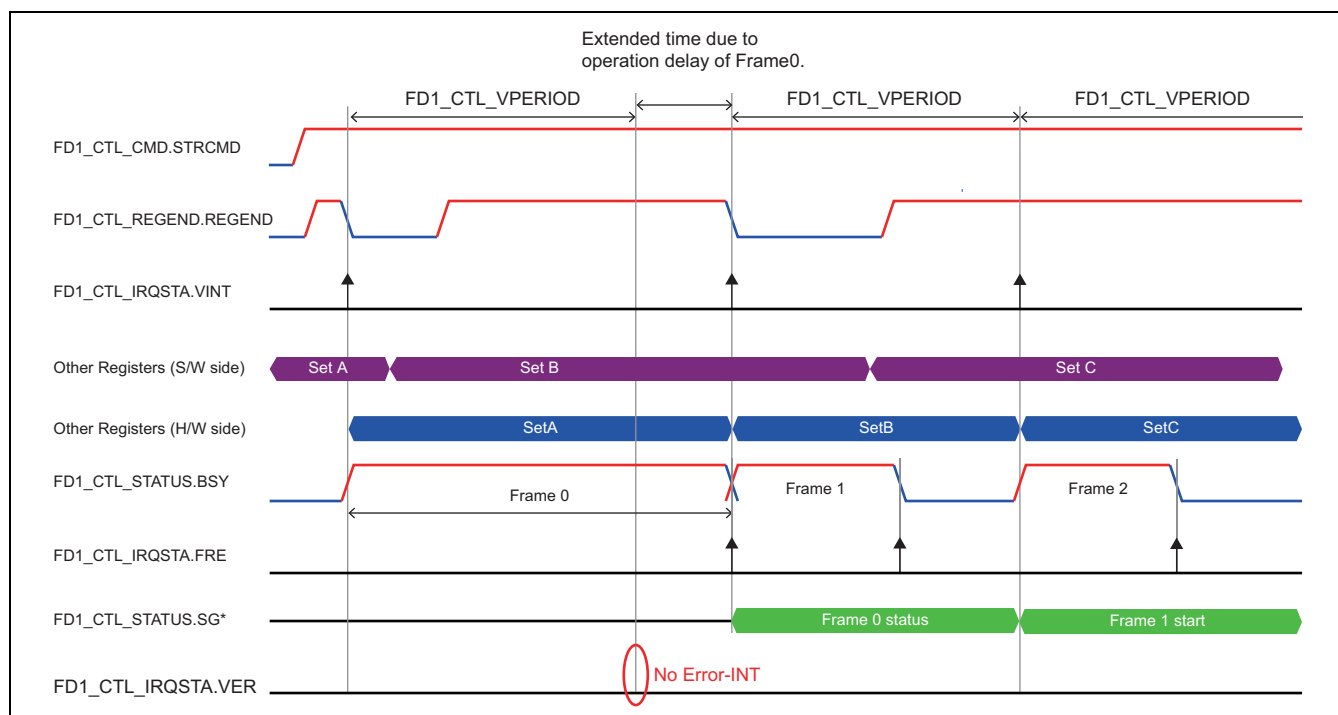 Extended time due to
operation delay of Frame0.
FD1_CTL_VPERIOD FD1_CTL_VPERIOD FD1_CTL_VPERIOD
FD1_CTL_CMD.STRCMD
FD1_CTL_REGEND.REGEND
FD1_CTL_IRQSTA.VINT
Other Registers (S/W side) Set A Set B Set C
Other Registers (H/W side) SetA SetB SetC
FD1_CTL_STATUS.BSY Frame 0 Frame 1 Frame 2
FD1_CTL_IRQSTA.FRE
FD1_CTL_STATUS.SG* Frame 0 status Frame 1 start
FD1_CTL_IRQSTA.VER No Error-INT